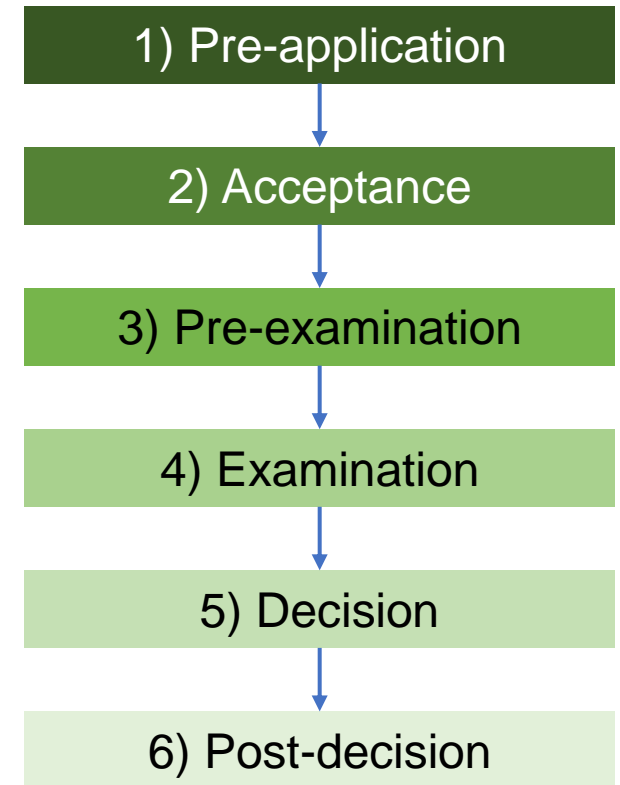 1) Pre-application
2) Acceptance
3) Pre-examination
4) Examination
5) Decision
6) Post-decision